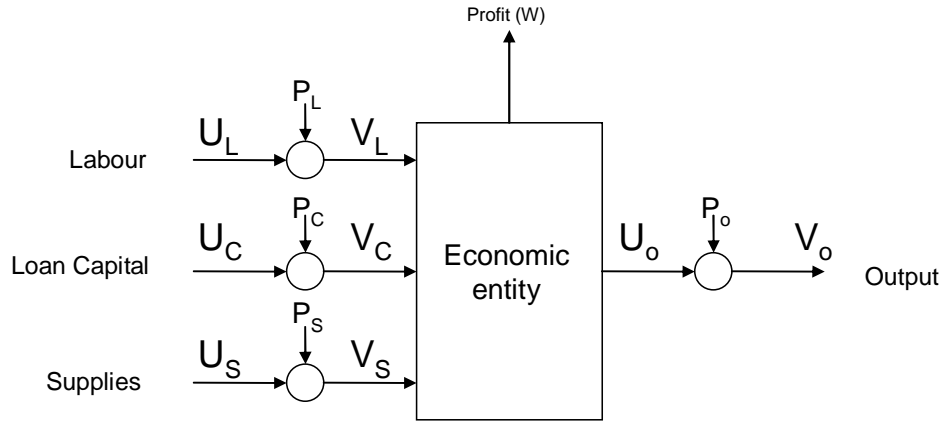 Profit (W)
P_L
Labour U_L V_L
P_C
Loan Capital U_C V_C
Economic
entity
U_o P_o V_o
Output
P_S
Supplies U_S V_S